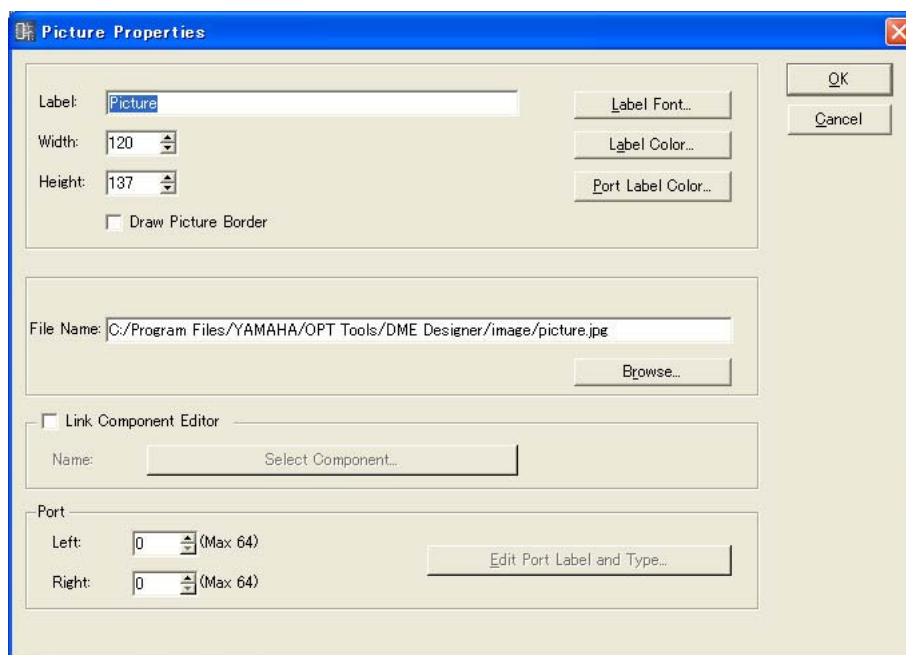 Picture Properties
Label: Picture
Label Font...
Width: 120
Label Color...
Height: 137
Port Label Color...
Draw Picture Border
OK
Cancel
File Name: C:/Program Files/YAMAHA/OPT Tools/DME Designer/image/picture.jpg
Browse...
Link Component Editor
Name: Select Component...
Port
Left: 0 (Max 64)
Edit Port Label and Type...
Right: 0 (Max 64)